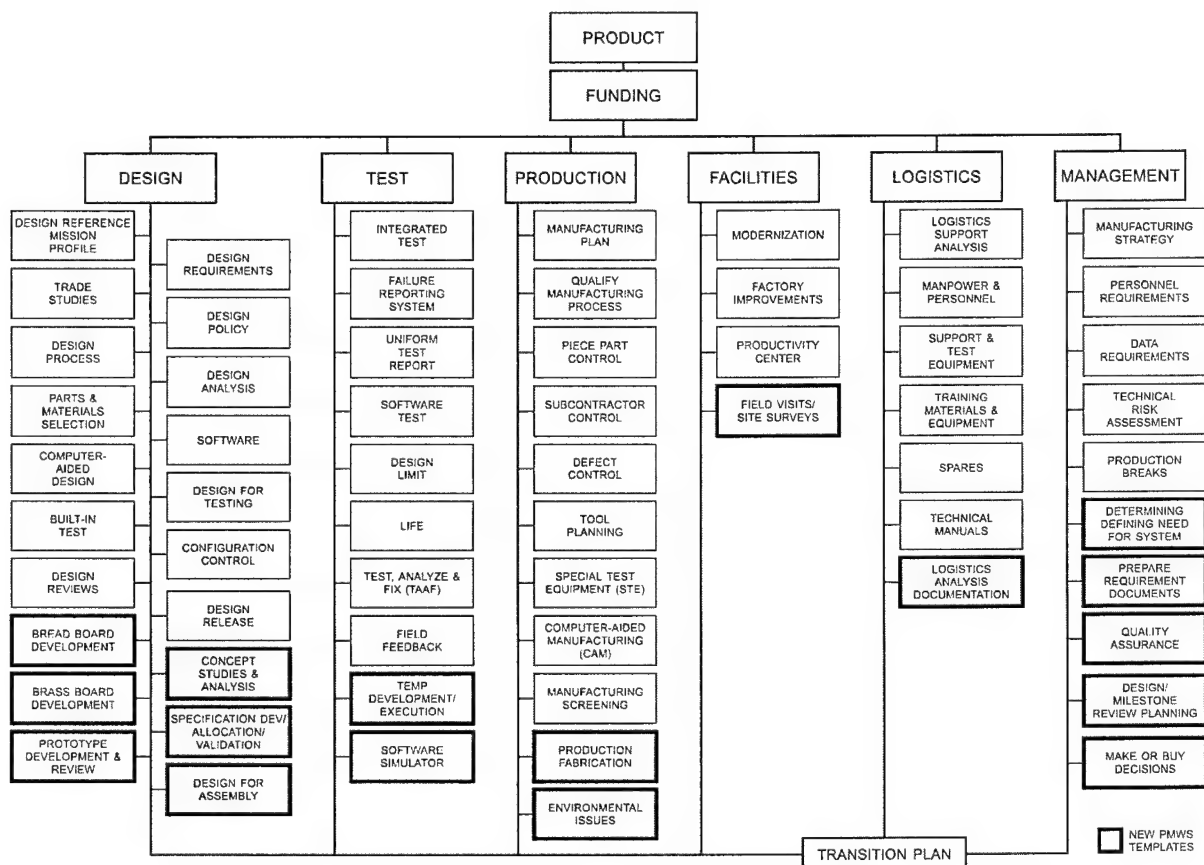 PRODUCT
FUNDING
DESIGN
DESIGN REFERENCE
MISSION
PROFILE
TRADE
STUDIES
DESIGN
PROCESS
PARTS &
MATERIALS
SELECTION
COMPUTER-
AIDED
DESIGN
BUILT-IN
TEST
DESIGN
REVIEWS
BREAD BOARD
DEVELOPMENT
BRASS BOARD
DEVELOPMENT
PROTOTYPE
DEVELOPMENT &
REVIEW
DESIGN
REQUIREMENTS
DESIGN
POLICY
DESIGN
ANALYSIS
SOFTWARE
DESIGN FOR
TESTING
CONFIGURATION
CONTROL
DESIGN
RELEASE
CONCEPT
STUDIES &
ANALYSIS
SPECIFICATION DEV/
ALLOCATION/
VALIDATION
DESIGN FOR
ASSEMBLY
TEST
INTEGRATED
TEST
FAILURE
REPORTING
SYSTEM
UNIFORM
TEST
REPORT
SOFTWARE
TEST
DESIGN
LIMIT
LIFE
TEST, ANALYZE &
FIX (TAAF)
FIELD
FEEDBACK
TEMP
DEVELOPMENT/
EXECUTION
SOFTWARE
SIMULATOR
PRODUCTION
MANUFACTURING
PLAN
QUALIFY
MANUFACTURING
PROCESS
PIECE PART
CONTROL
SUBCONTRACTOR
CONTROL
DEFECT
CONTROL
TOOL
PLANNING
SPECIAL TEST
EQUIPMENT (STE)
COMPUTER-AIDED
MANUFACTURING
(CAM)
MANUFACTURING
SCREENING
PRODUCTION
FABRICATION
ENVIRONMENTAL
ISSUES
FACILITIES
MODERNIZATION
FACTORY
IMPROVEMENTS
PRODUCTIVITY
CENTER
FIELD VISITS/
SITE SURVEYS
LOGISTICS
LOGISTICS
SUPPORT
ANALYSIS
MANPOWER &
PERSONNEL
SUPPORT &
TEST
EQUIPMENT
TRAINING
MATERIALS &
EQUIPMENT
SPARES
TECHNICAL
MANUALS
LOGISTICS
ANALYSIS
DOCUMENTATION
MANAGEMENT
MANUFACTURING
STRATEGY
PERSONNEL
REQUIREMENTS
DATA
REQUIREMENTS
TECHNICAL
RISK
ASSESSMENT
PRODUCTION
BREAKS
DETERMINING
DEFINING NEED
FOR SYSTEM
PREPARE
REQUIREMENT
DOCUMENTS
QUALITY
ASSURANCE
DESIGN/
MILESTONE
REVIEW PLANNING
MAKE OR BUY
DECISIONS
TRANSITION PLAN
NEW PMWS
TEMPLATES